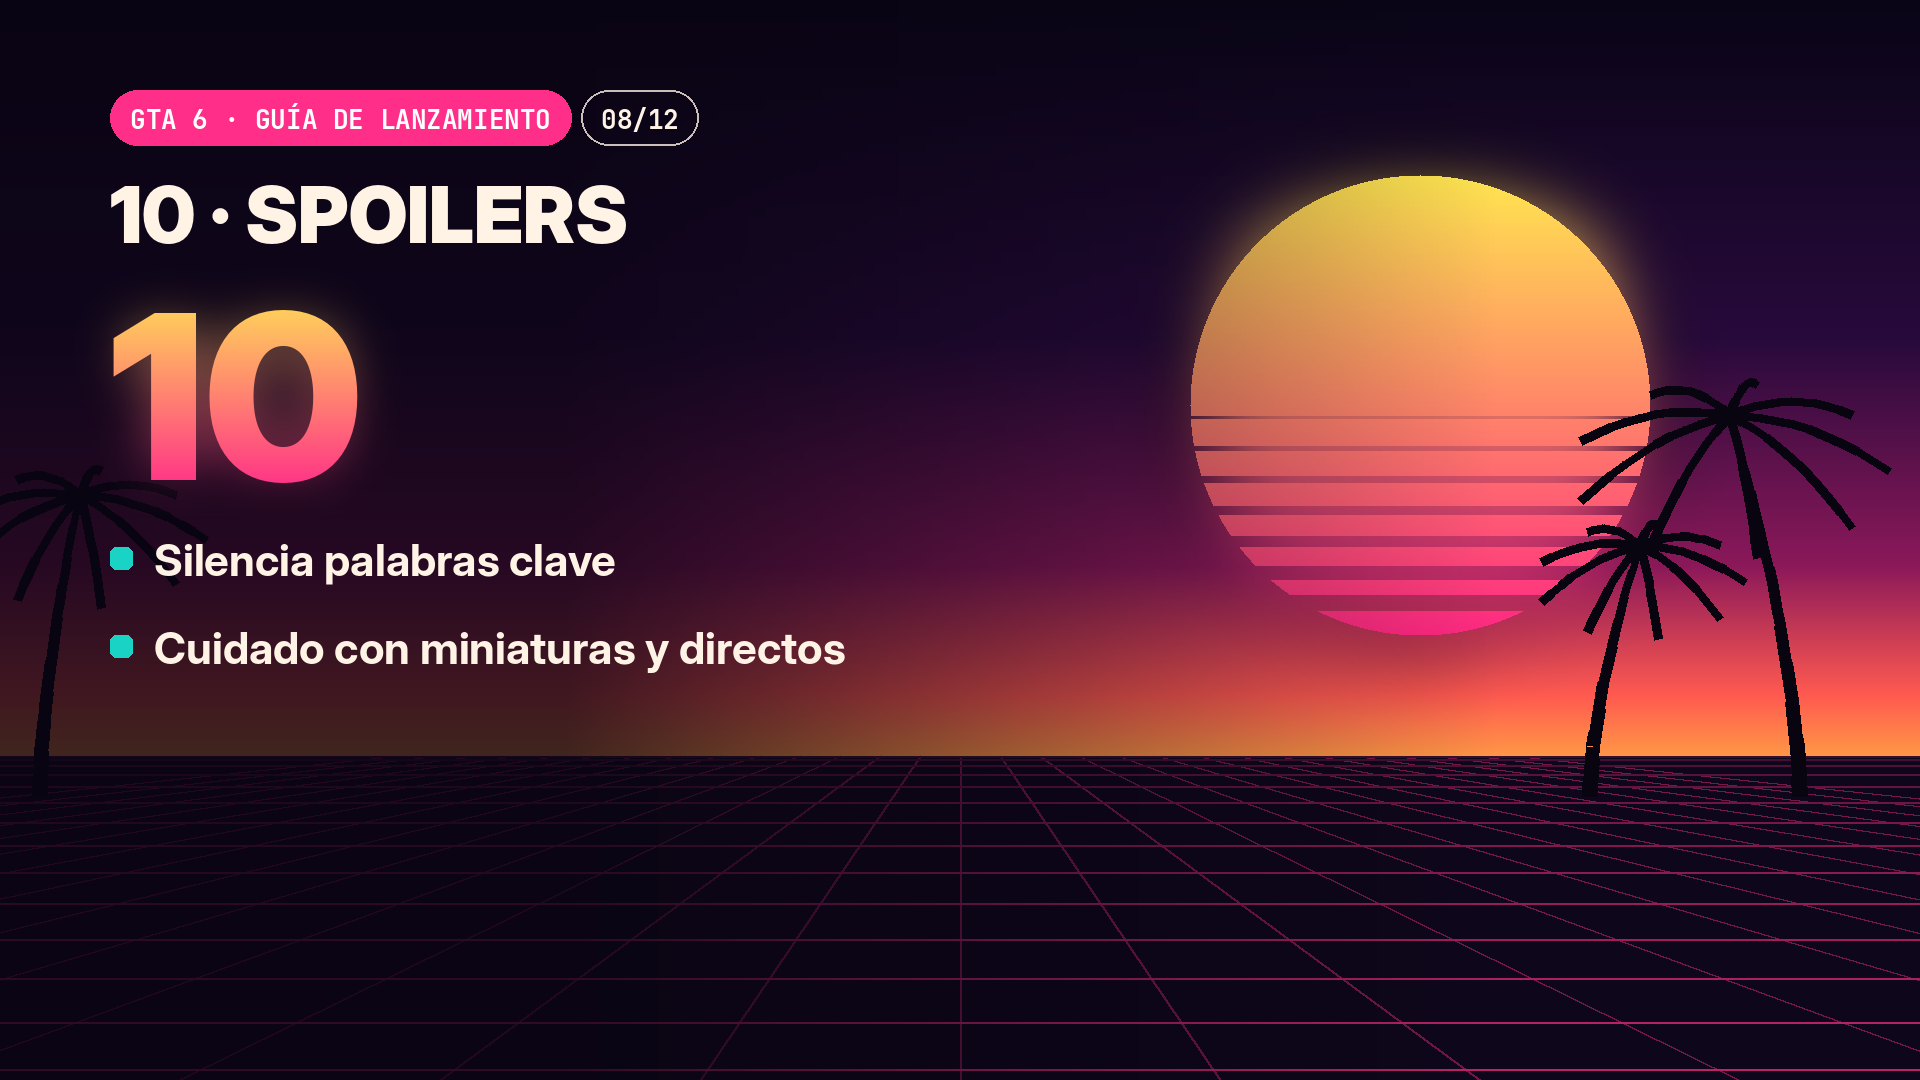 GTA 6 · GUÍA DE LANZAMIENTO 08/12
10 · SPOILERS
10
Silencia palabras clave
Cuidado con miniaturas y directos